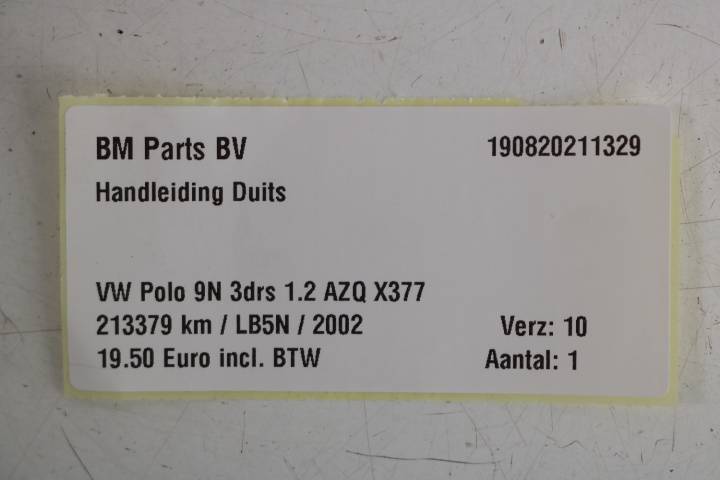 BM Parts BV 190820211329
Handleiding Duits
VW Polo 9N 3drs 1.2 AZQ X377
213379 km / LB5N / 2002 Verz: 10
19.50 Euro incl. BTW Aantal: 1